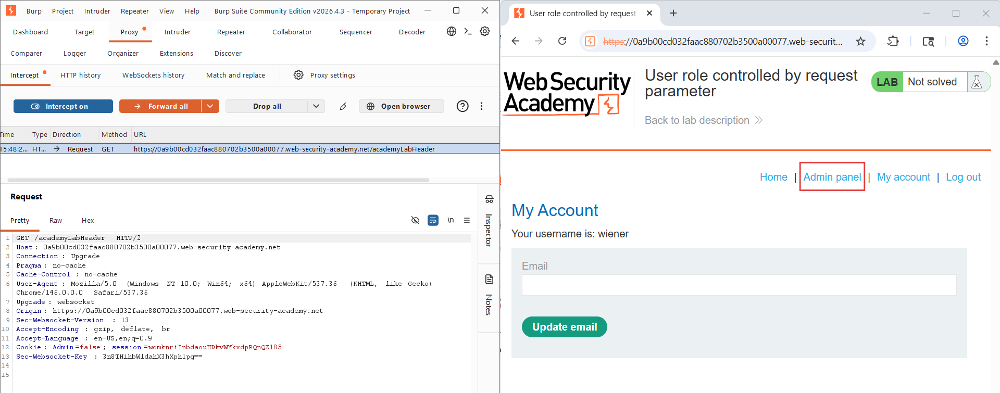 Burp Project Intruder Repeater View Help Burp Suite Community Edition v2026.4.3 - Temporary Project
Dashboard Target Proxy Intruder Repeater Collaborator Sequencer Decoder
Comparer Logger Organizer Extensions Discover
Intercept HTTP history WebSockets history Match and replace Proxy settings
Intercept on Forward all Drop all Open browser
Time Type Direction Method URL
15:48:2... HT... Request GET https://0a9b00cd032faac880702b3500a00077.web-security-academy.net/academyLabHeader
Request
Pretty Raw Hex \n
1 GET /academyLabHeader HTTP/2
2 Host: 0a9b00cd032faac880702b3500a00077.web-security-academy.net
3 Connection: Upgrade
4 Pragma: no-cache
5 Cache-Control: no-cache
6 User-Agent: Mozilla/5.0 (Windows NT 10.0; Win64; x64) AppleWebKit/537.36 (KHTML, like Gecko)
Chrome/146.0.0.0 Safari/537.36
7 Upgrade: websocket
8 Origin: https://0a9b00cd032faac880702b3500a00077.web-security-academy.net
9 Sec-Websocket-Version: 13
10 Accept-Encoding: gzip, deflate, br
11 Accept-Language: en-US,en;q=0.9
12 Cookie: Admin=false; session=wcmknriInbdaouHDkvWYkxdpRQnQZ185
13 Sec-Websocket-Key: 3n8THihbWldahX3hXph1pg==
14
15
Inspector
Notes
User role controlled by request
https://0a9b00cd032faac880702b3500a00077.web-securit...
Web Security
Academy
User role controlled by request
parameter
Back to lab description
LAB Not solved
Home | Admin panel | My account | Log out
My Account
Your username is: wiener
Email
Update email